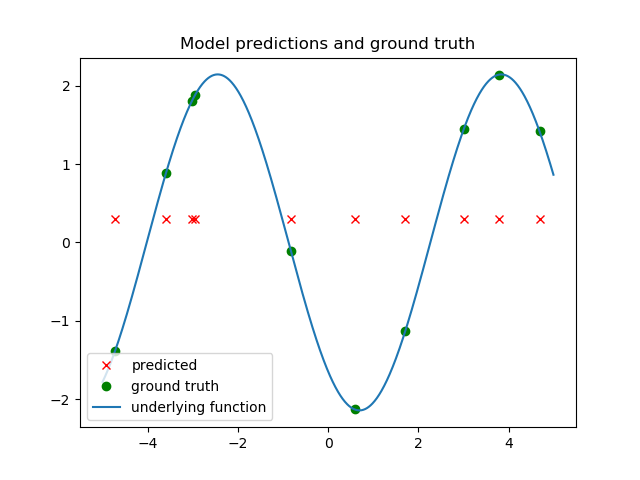 Model predictions and ground truth
2
1
0
−1
−2
predicted
ground truth
underlying function
−4
−2
0
2
4